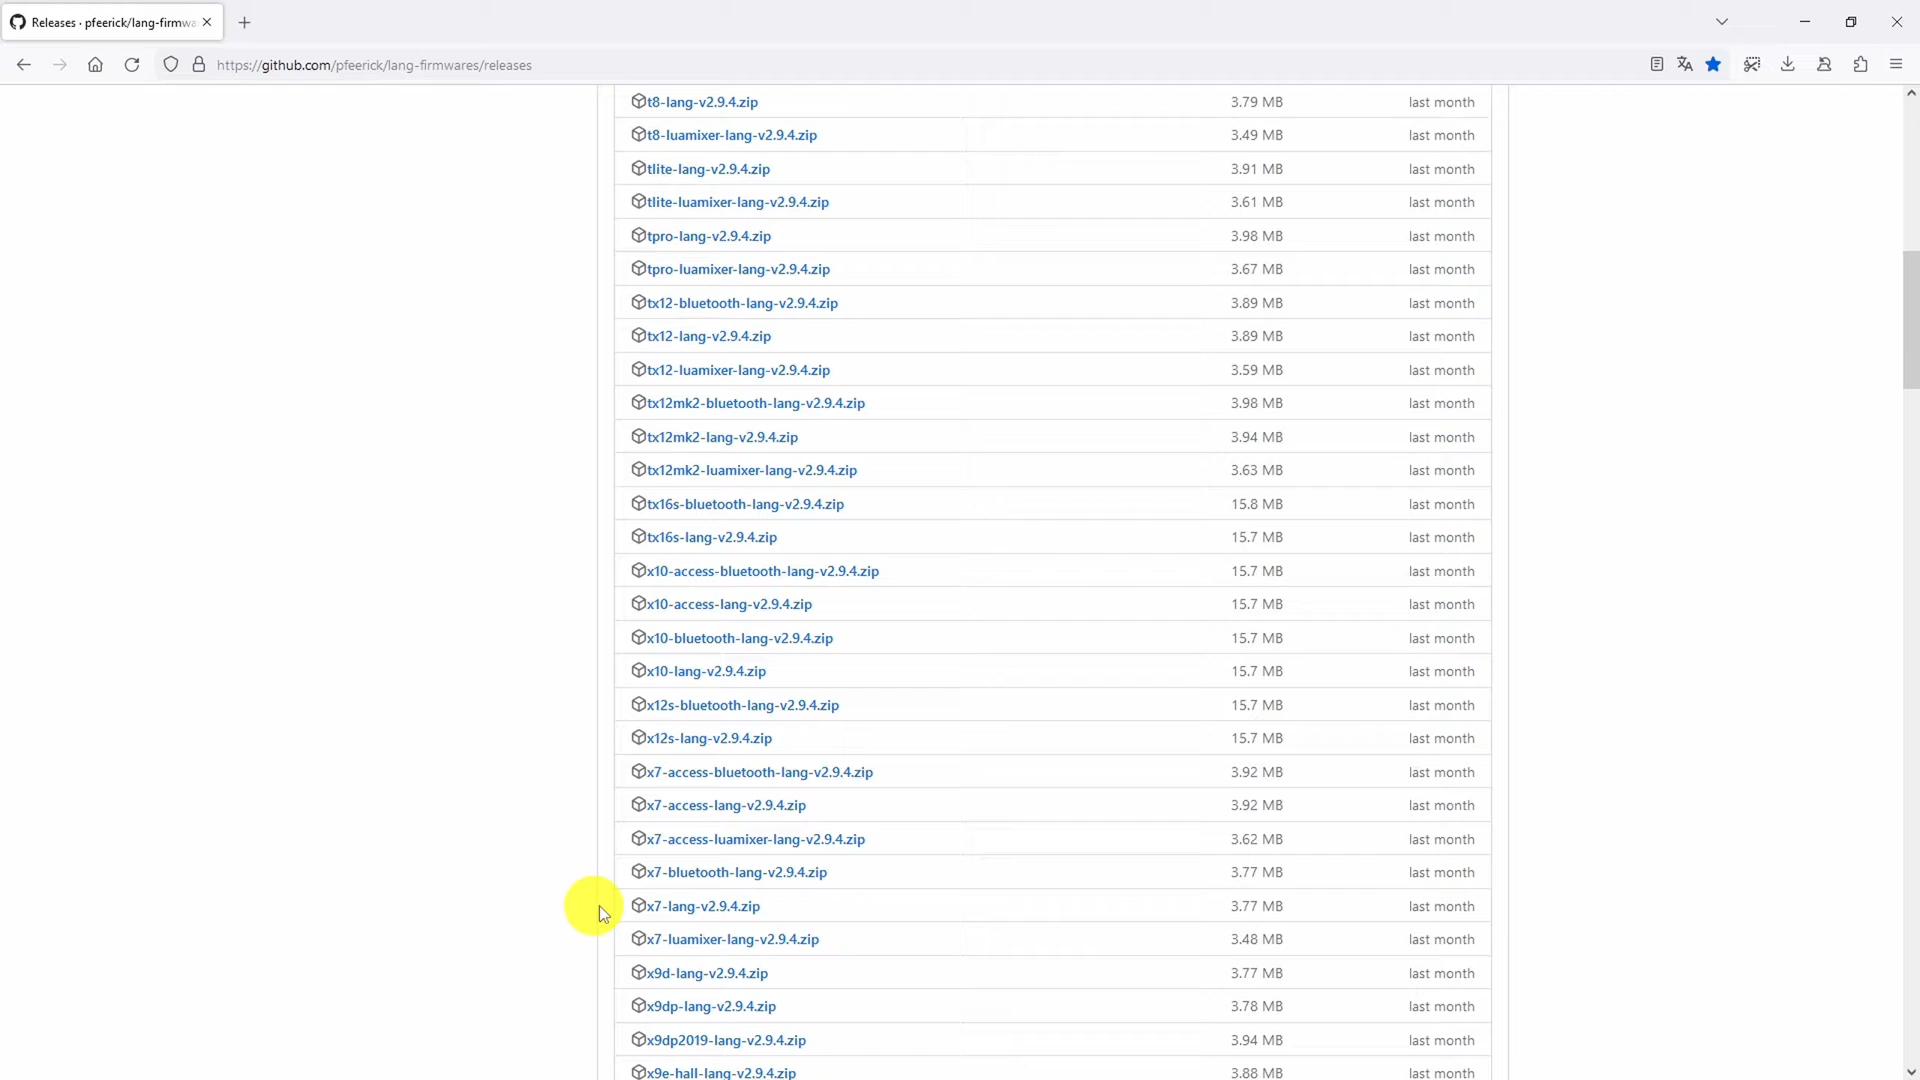 Releases · pfeerick/lang-firmwa
https://github.com/pfeerick/lang-firmwares/releases
t8-lang-v2.9.4.zip 3.79 MB last month
t8-luamixer-lang-v2.9.4.zip 3.49 MB last month
tlite-lang-v2.9.4.zip 3.91 MB last month
tlite-luamixer-lang-v2.9.4.zip 3.61 MB last month
tpro-lang-v2.9.4.zip 3.98 MB last month
tpro-luamixer-lang-v2.9.4.zip 3.67 MB last month
tx12-bluetooth-lang-v2.9.4.zip 3.89 MB last month
tx12-lang-v2.9.4.zip 3.89 MB last month
tx12-luamixer-lang-v2.9.4.zip 3.59 MB last month
tx12mk2-bluetooth-lang-v2.9.4.zip 3.98 MB last month
tx12mk2-lang-v2.9.4.zip 3.94 MB last month
tx12mk2-luamixer-lang-v2.9.4.zip 3.63 MB last month
tx16s-bluetooth-lang-v2.9.4.zip 15.8 MB last month
tx16s-lang-v2.9.4.zip 15.7 MB last month
x10-access-bluetooth-lang-v2.9.4.zip 15.7 MB last month
x10-access-lang-v2.9.4.zip 15.7 MB last month
x10-bluetooth-lang-v2.9.4.zip 15.7 MB last month
x10-lang-v2.9.4.zip 15.7 MB last month
x12s-bluetooth-lang-v2.9.4.zip 15.7 MB last month
x12s-lang-v2.9.4.zip 15.7 MB last month
x7-access-bluetooth-lang-v2.9.4.zip 3.92 MB last month
x7-access-lang-v2.9.4.zip 3.92 MB last month
x7-access-luamixer-lang-v2.9.4.zip 3.62 MB last month
x7-bluetooth-lang-v2.9.4.zip 3.77 MB last month
x7-lang-v2.9.4.zip 3.77 MB last month
x7-luamixer-lang-v2.9.4.zip 3.48 MB last month
x9d-lang-v2.9.4.zip 3.77 MB last month
x9dp-lang-v2.9.4.zip 3.78 MB last month
x9dp2019-lang-v2.9.4.zip 3.94 MB last month
x9e-hall-lang-v2.9.4.zip 3.88 MB last month